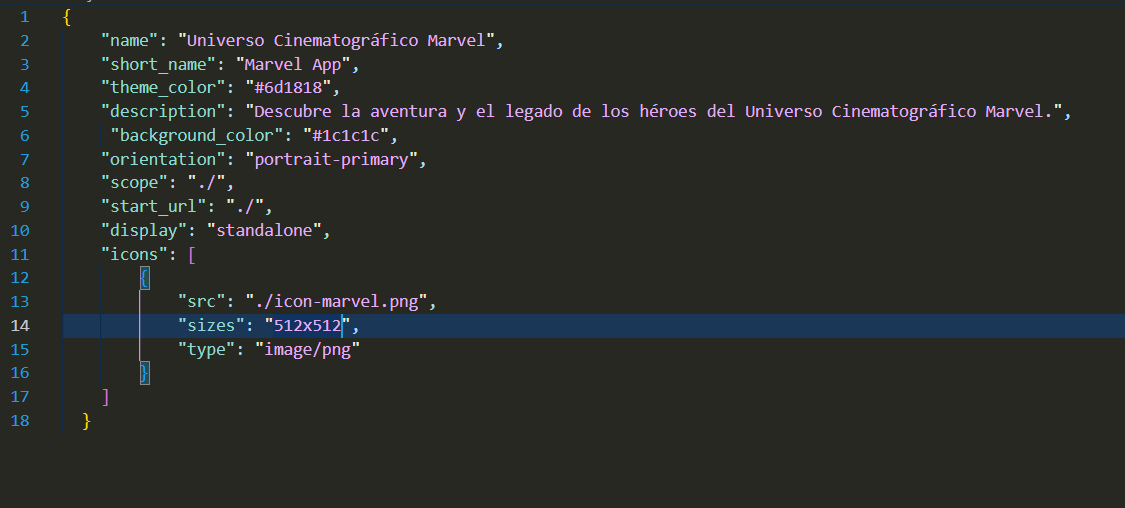 1 {
2 "name": "Universo Cinematográfico Marvel",
3 "short_name": "Marvel App",
4 "theme_color": "#6d1818",
5 "description": "Descubre la aventura y el legado de los héroes del Universo Cinematográfico Marvel.",
6 "background_color": "#1c1c1c",
7 "orientation": "portrait-primary",
8 "scope": "./",
9 "start_url": "./",
10 "display": "standalone",
11 "icons": [
12 {
13 "src": "./icon-marvel.png",
14 "sizes": "512x512",
15 "type": "image/png"
16 }
17 ]
18 }